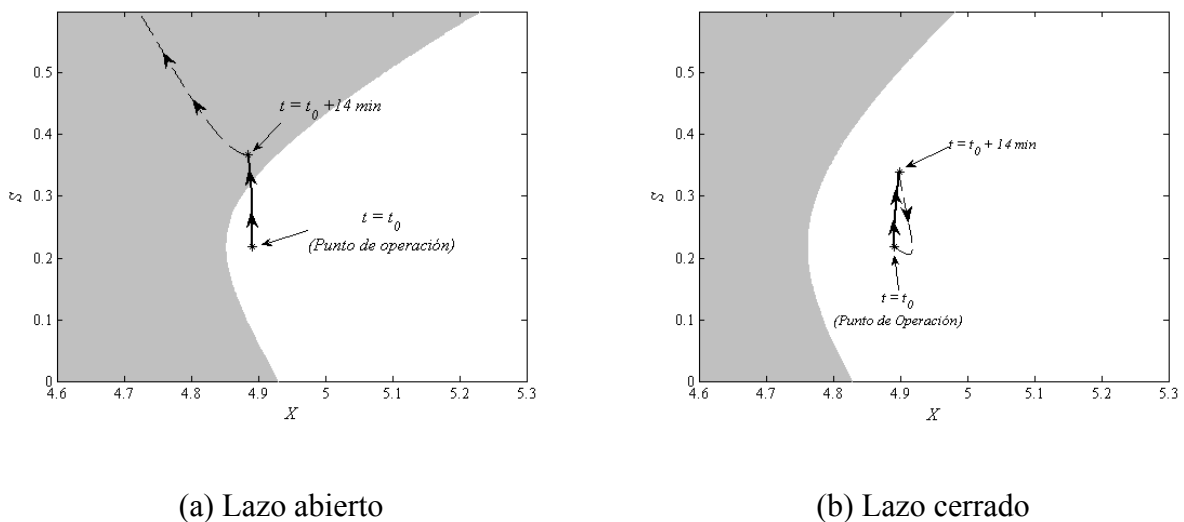 0.5
0.4
0.3
0.2
0.1
0
S
t = t0 +14 min
t = t0
(Punto de operación)
4.6 4.7 4.8 4.9 5 5.1 5.2 5.3
X
(a) Lazo abierto
0.5
0.4
0.3
0.2
0.1
0
S
t = t0 + 14 min
t = t0
(Punto de Operación)
4.6 4.7 4.8 4.9 5 5.1 5.2 5.3
X
(b) Lazo cerrado